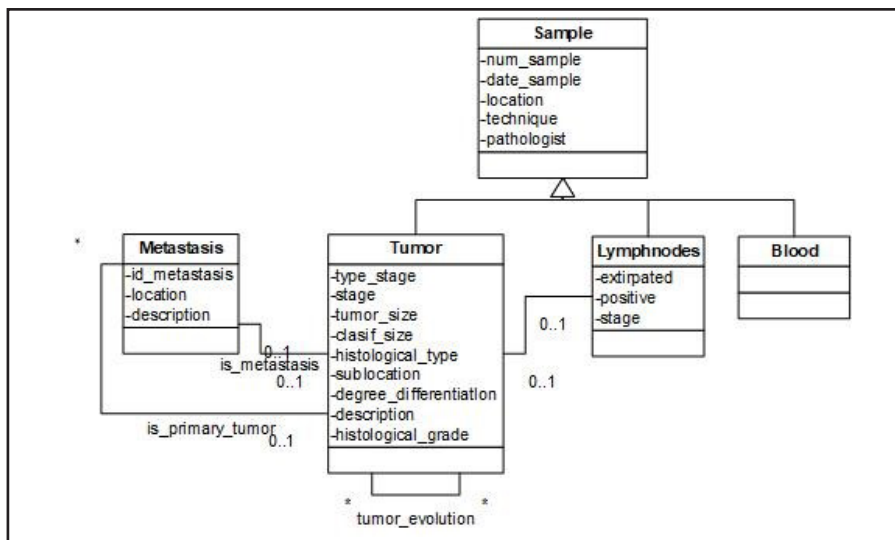 Sample
-num_sample
-date_sample
-location
-technique
-pathologist
*
Metastasis
-id_metastasis
-location
-description
Tumor
-type_stage
-stage
-tumor_size
-clasif_size
-histological_type
-sublocation
-degree_differentiation
-description
-histological_grade
Lymphnodes
-extirpated
-positive
-stage
Blood
0..1
is_metastasis
0..1
0..1
0..1
is_primary_tumor
0..1
* *
tumor_evolution